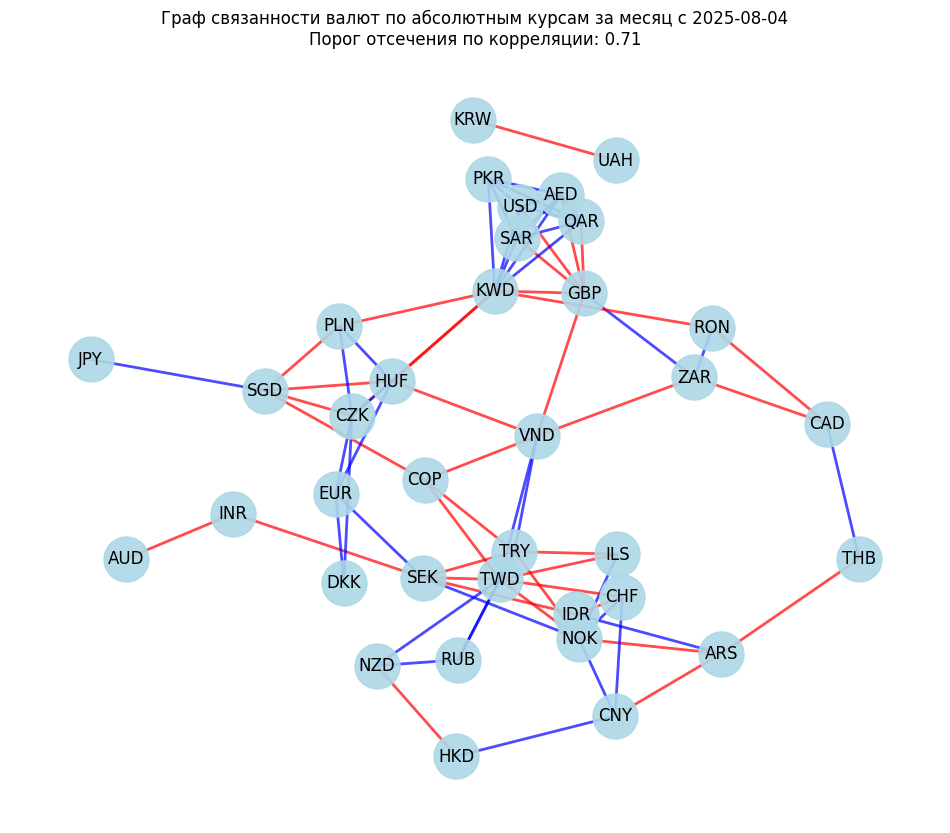 Граф связанности валют по абсолютным курсам за месяц с 2025-08-04
Порог отсечения по корреляции: 0.71
KRW
UAH
PKR
AED
USD
QAR
SAR
KWD
GBP
PLN
RON
JPY
ZAR
HUF
SGD
CZK
CAD
VND
COP
EUR
INR
TRY
ILS
AUD
THB
SEK
TWD
DKK
CHF
IDR
NOK
ARS
RUB
NZD
CNY
HKD